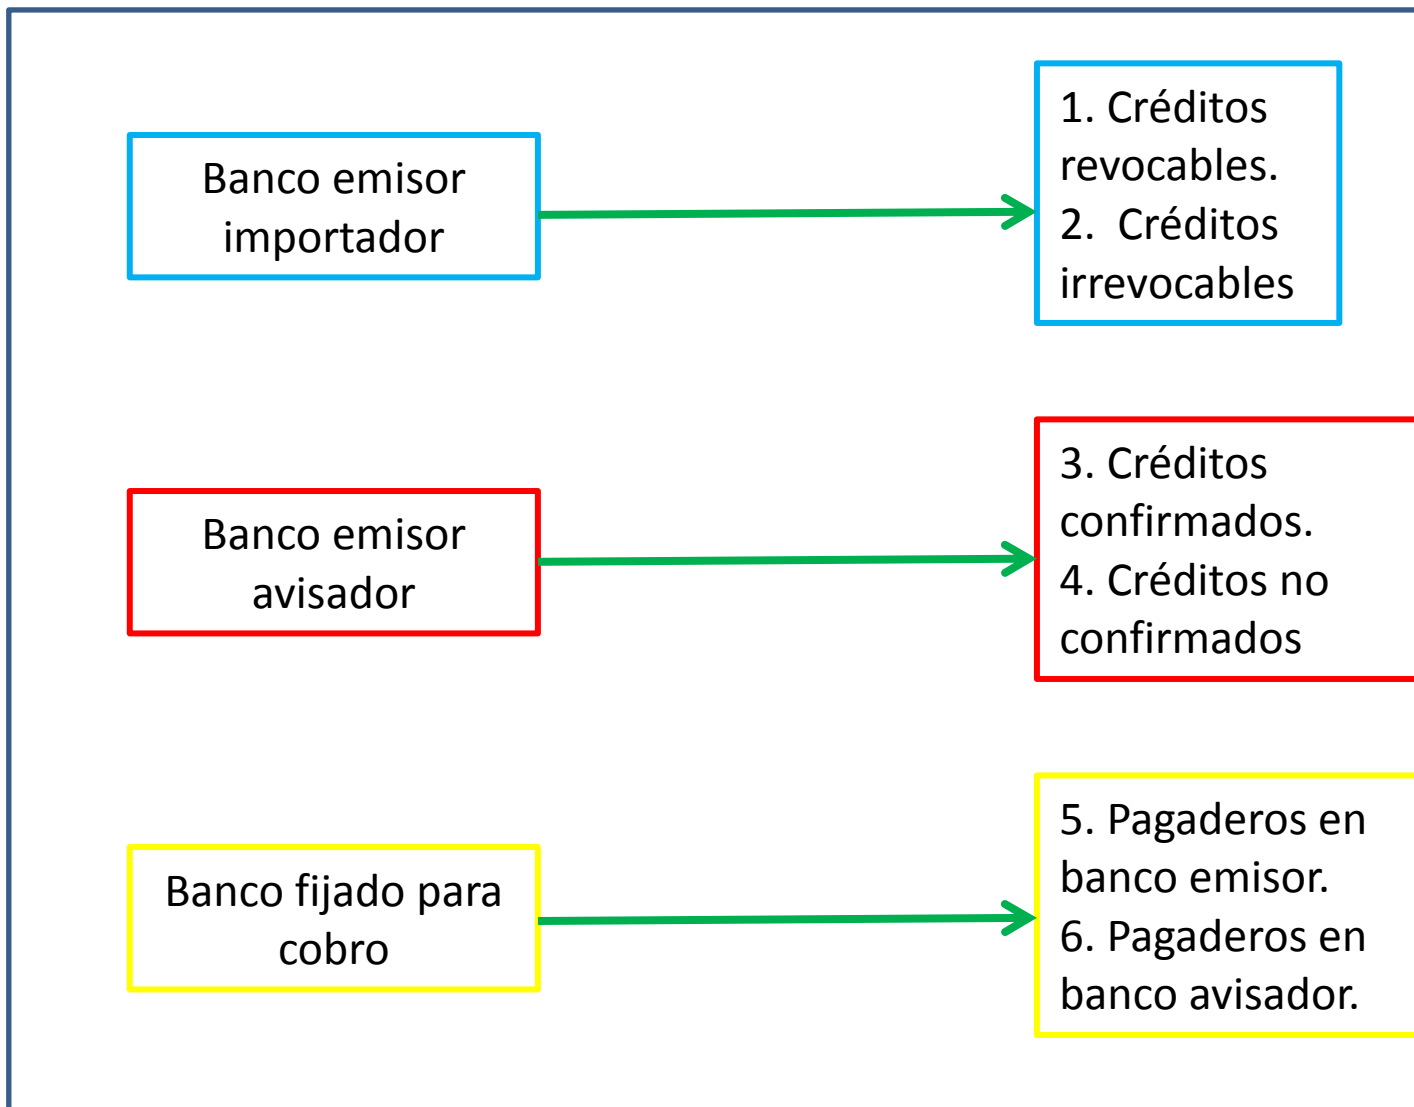 Banco emisor
importador
1. Créditos
revocables.
2. Créditos
irrevocables
Banco emisor
avisador
3. Créditos
confirmados.
4. Créditos no
confirmados
Banco fijado para
cobro
5. Pagaderos en
banco emisor.
6. Pagaderos en
banco avisador.